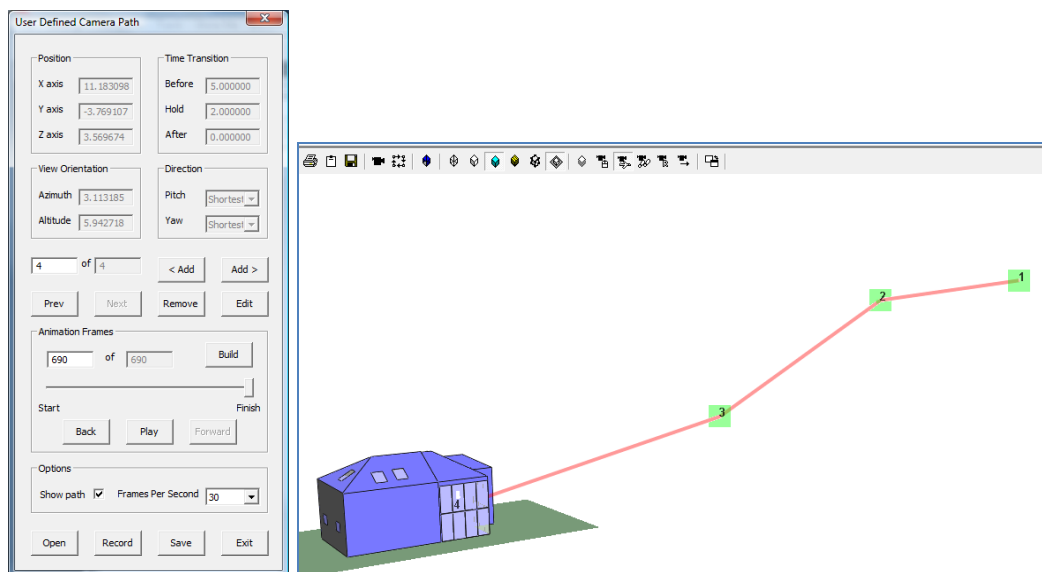 User Defined Camera Path
Position
X axis 11.183098
Y axis -3.769107
Z axis 3.569674
Time Transition
Before 5.000000
Hold 2.000000
After 0.000000
View Orientation
Azimuth 3.113185
Altitude 5.942718
Direction
Pitch Shortest
Yaw Shortest
4 of 4
< Add Add >
Prev Next Remove Edit
Animation Frames
690 of 690 Build
Start Finish
Back Play Forward
Options
Show path Frames Per Second 30
Open Record Save Exit
1
2
3
4